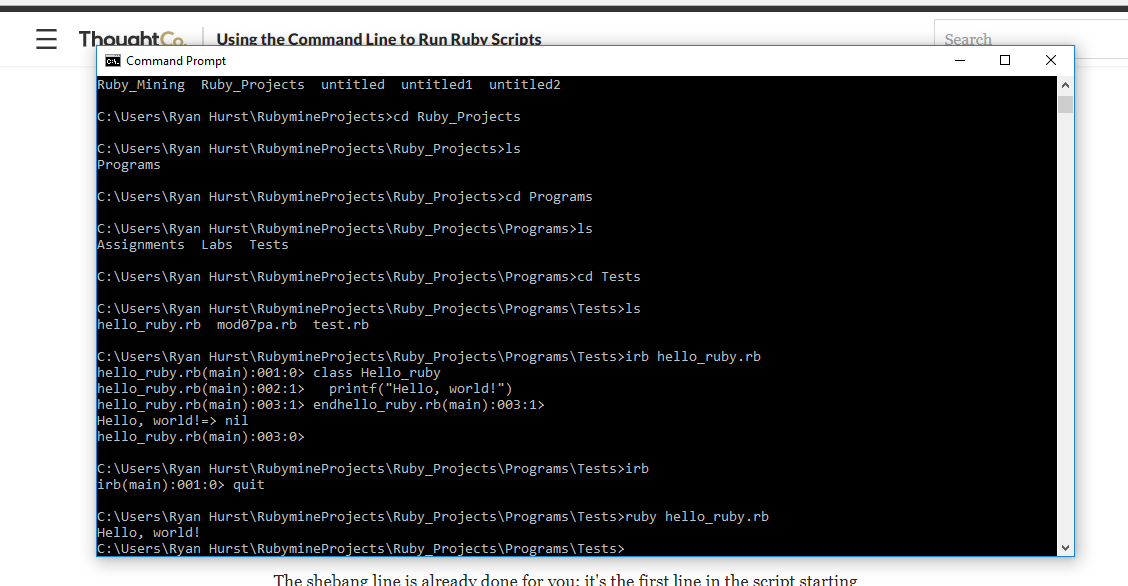 ThoughtCo.
Using the Command Line to Run Ruby Scripts
Search
Command Prompt
Ruby_Mining  Ruby_Projects  untitled  untitled1  untitled2
C:\Users\Ryan Hurst\RubymineProjects>cd Ruby_Projects
C:\Users\Ryan Hurst\RubymineProjects\Ruby_Projects>ls
Programs
C:\Users\Ryan Hurst\RubymineProjects\Ruby_Projects>cd Programs
C:\Users\Ryan Hurst\RubymineProjects\Ruby_Projects\Programs>ls
Assignments  Labs  Tests
C:\Users\Ryan Hurst\RubymineProjects\Ruby_Projects\Programs>cd Tests
C:\Users\Ryan Hurst\RubymineProjects\Ruby_Projects\Programs\Tests>ls
hello_ruby.rb  mod07pa.rb  test.rb
C:\Users\Ryan Hurst\RubymineProjects\Ruby_Projects\Programs\Tests>irb hello_ruby.rb
hello_ruby.rb(main):001:0> class Hello_ruby
hello_ruby.rb(main):002:1>   printf("Hello, world!")
hello_ruby.rb(main):003:1> endhello_ruby.rb(main):003:1>
Hello, world!=> nil
hello_ruby.rb(main):003:0>
C:\Users\Ryan Hurst\RubymineProjects\Ruby_Projects\Programs\Tests>irb
irb(main):001:0> quit
C:\Users\Ryan Hurst\RubymineProjects\Ruby_Projects\Programs\Tests>ruby hello_ruby.rb
Hello, world!
C:\Users\Ryan Hurst\RubymineProjects\Ruby_Projects\Programs\Tests>
The shebang line is already done for you; it's the first line in the script starting